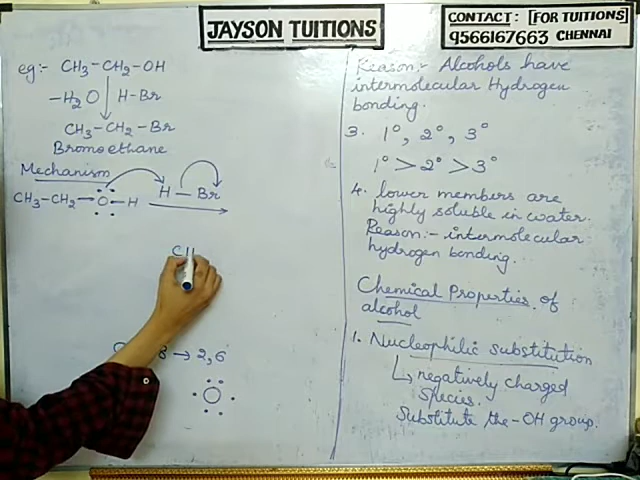 JAYSON TUITIONS
CONTACT: [FOR TUITIONS]
9566167663 CHENNAI
eg:- CH3-CH2-OH
-H2O H-Br
CH3-CH2-Br
Bromoethane
Mechanism
CH3-CH2-O-H H-Br
CH
8 → 2,6
O
Reason:- Alcohols have
intermolecular Hydrogen
bonding.
3. 1°, 2°, 3°
1° > 2° > 3°
4. lower members are
highly soluble in water.
Reason:- intermolecular
hydrogen bonding.
Chemical Properties of
alcohol
1. Nucleophilic substitution
↳ negatively charged
species.
Substitute the -OH group.